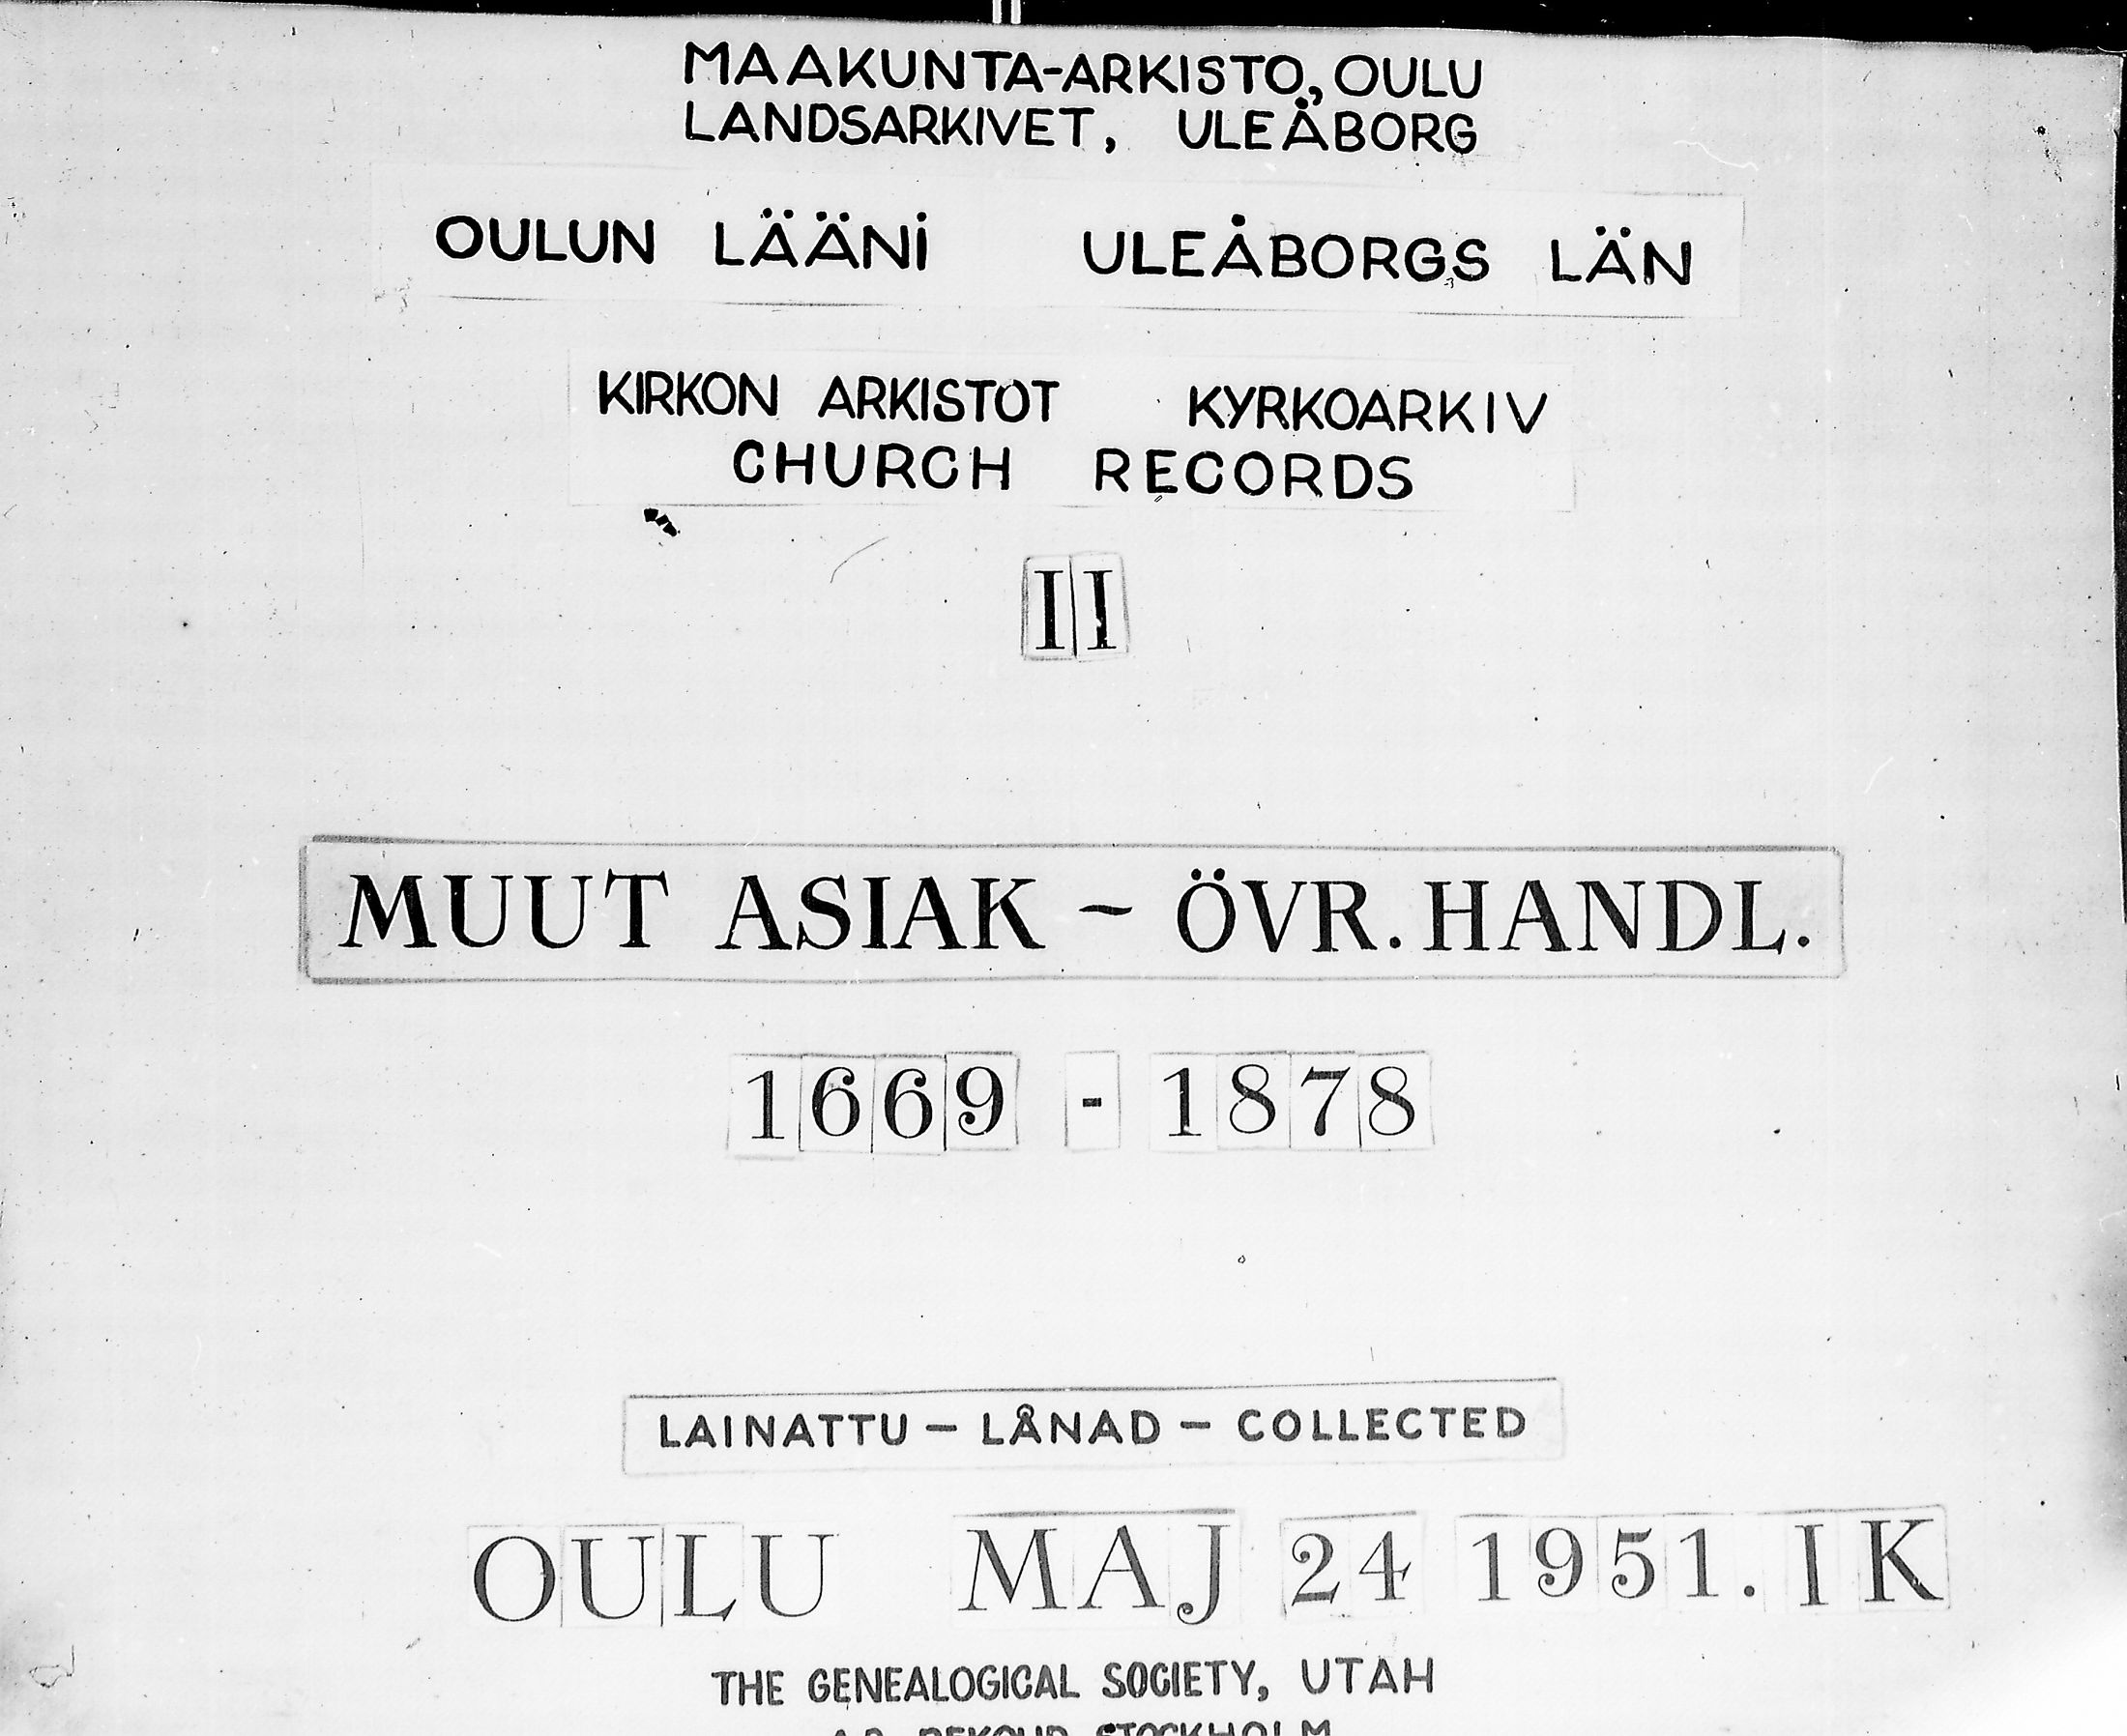 MAAKUNTA-ARKISTO, OULU
LANDSARKIVET, ULEÅBORG
OULUN LÄÄNI ULEÅBORGS LÄN
KIRKON ARKISTOT KYRKOARKIV
CHURCH RECORDS
II
MUUT ASIAK - ÖVR. HANDL.
1669 - 1878
LAINATTU - LÅNAD - COLLECTED
OULU MAJ 24 1951. IK
THE GENEALOGICAL SOCIETY, UTAH
STOCKHOLM